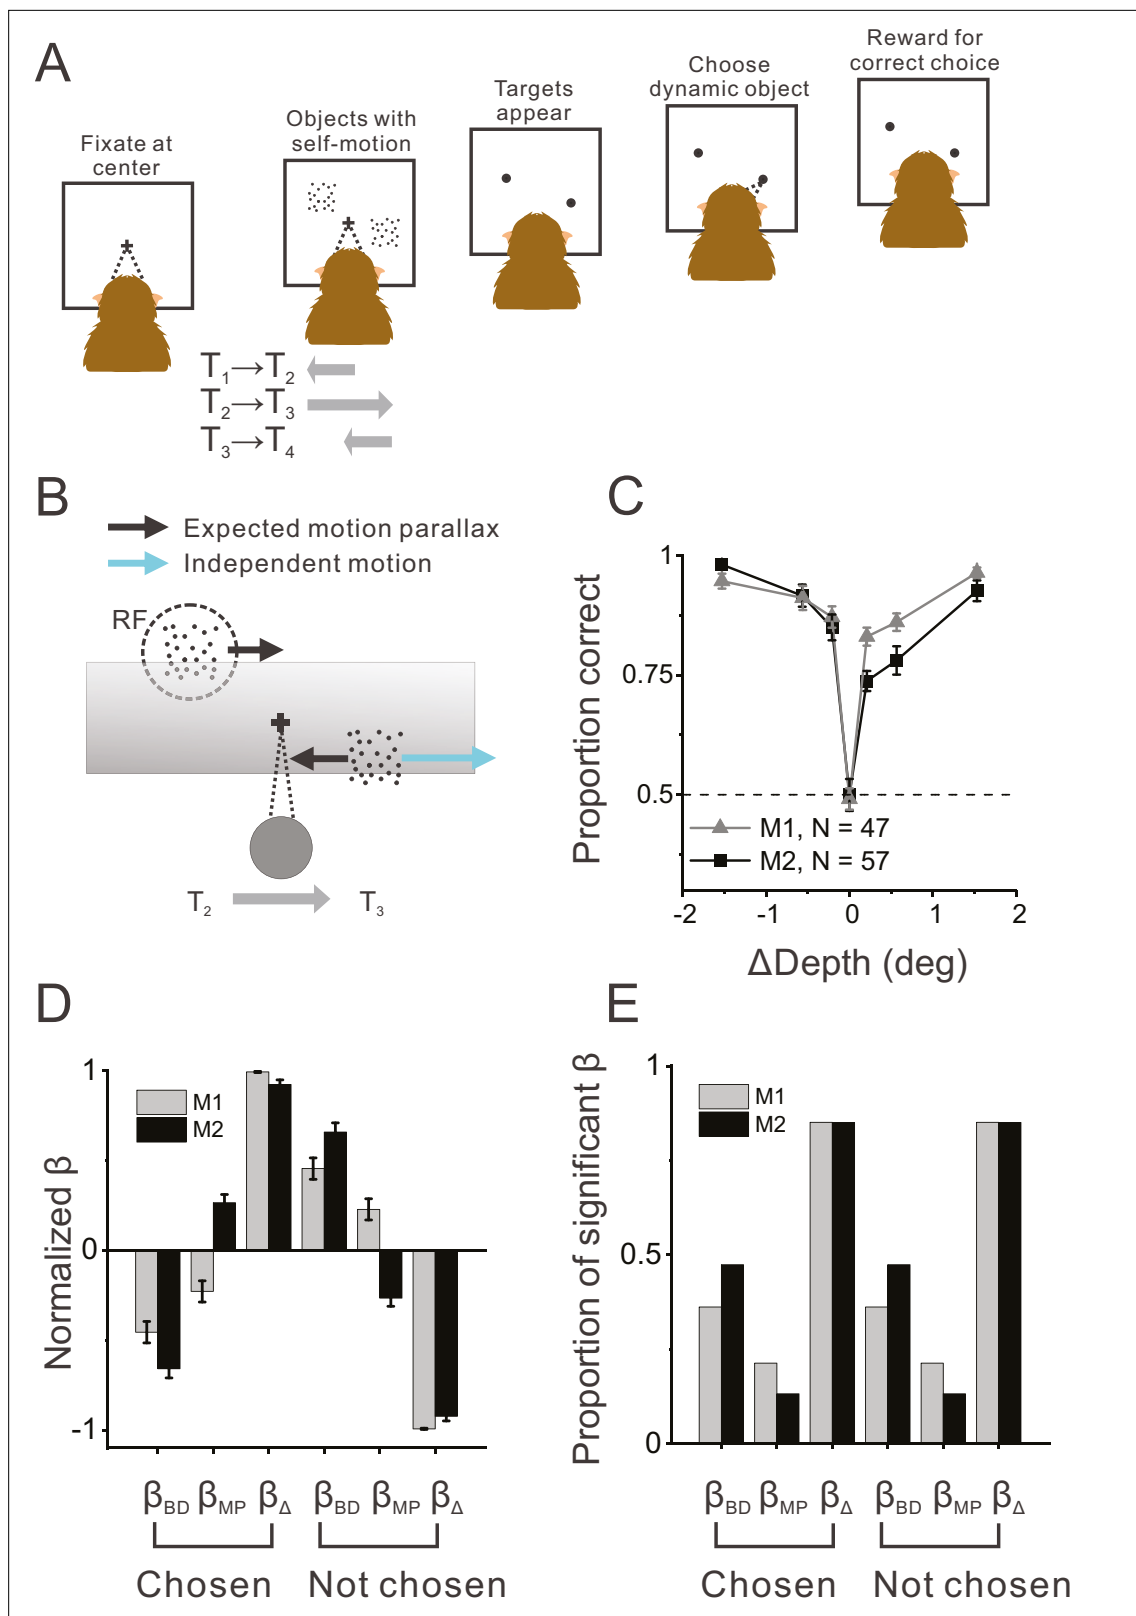 A
Fixate at
center
Objects with
self-motion
Targets
appear
Choose
dynamic object
Reward for
correct choice
T1→T2
T2→T3
T3→T4
B
Expected motion parallax
Independent motion
RF
T2 T3
C
Proportion correct
1
0.75
0.5
M1, N = 47
M2, N = 57
-2 -1 0 1 2
ΔDepth (deg)
D
Normalized β
1
0
-1
M1
M2
βBD βMP βΔ βBD βMP βΔ
Chosen Not chosen
E
Proportion of significant β
1
0.5
0
M1
M2
βBD βMP βΔ βBD βMP βΔ
Chosen Not chosen